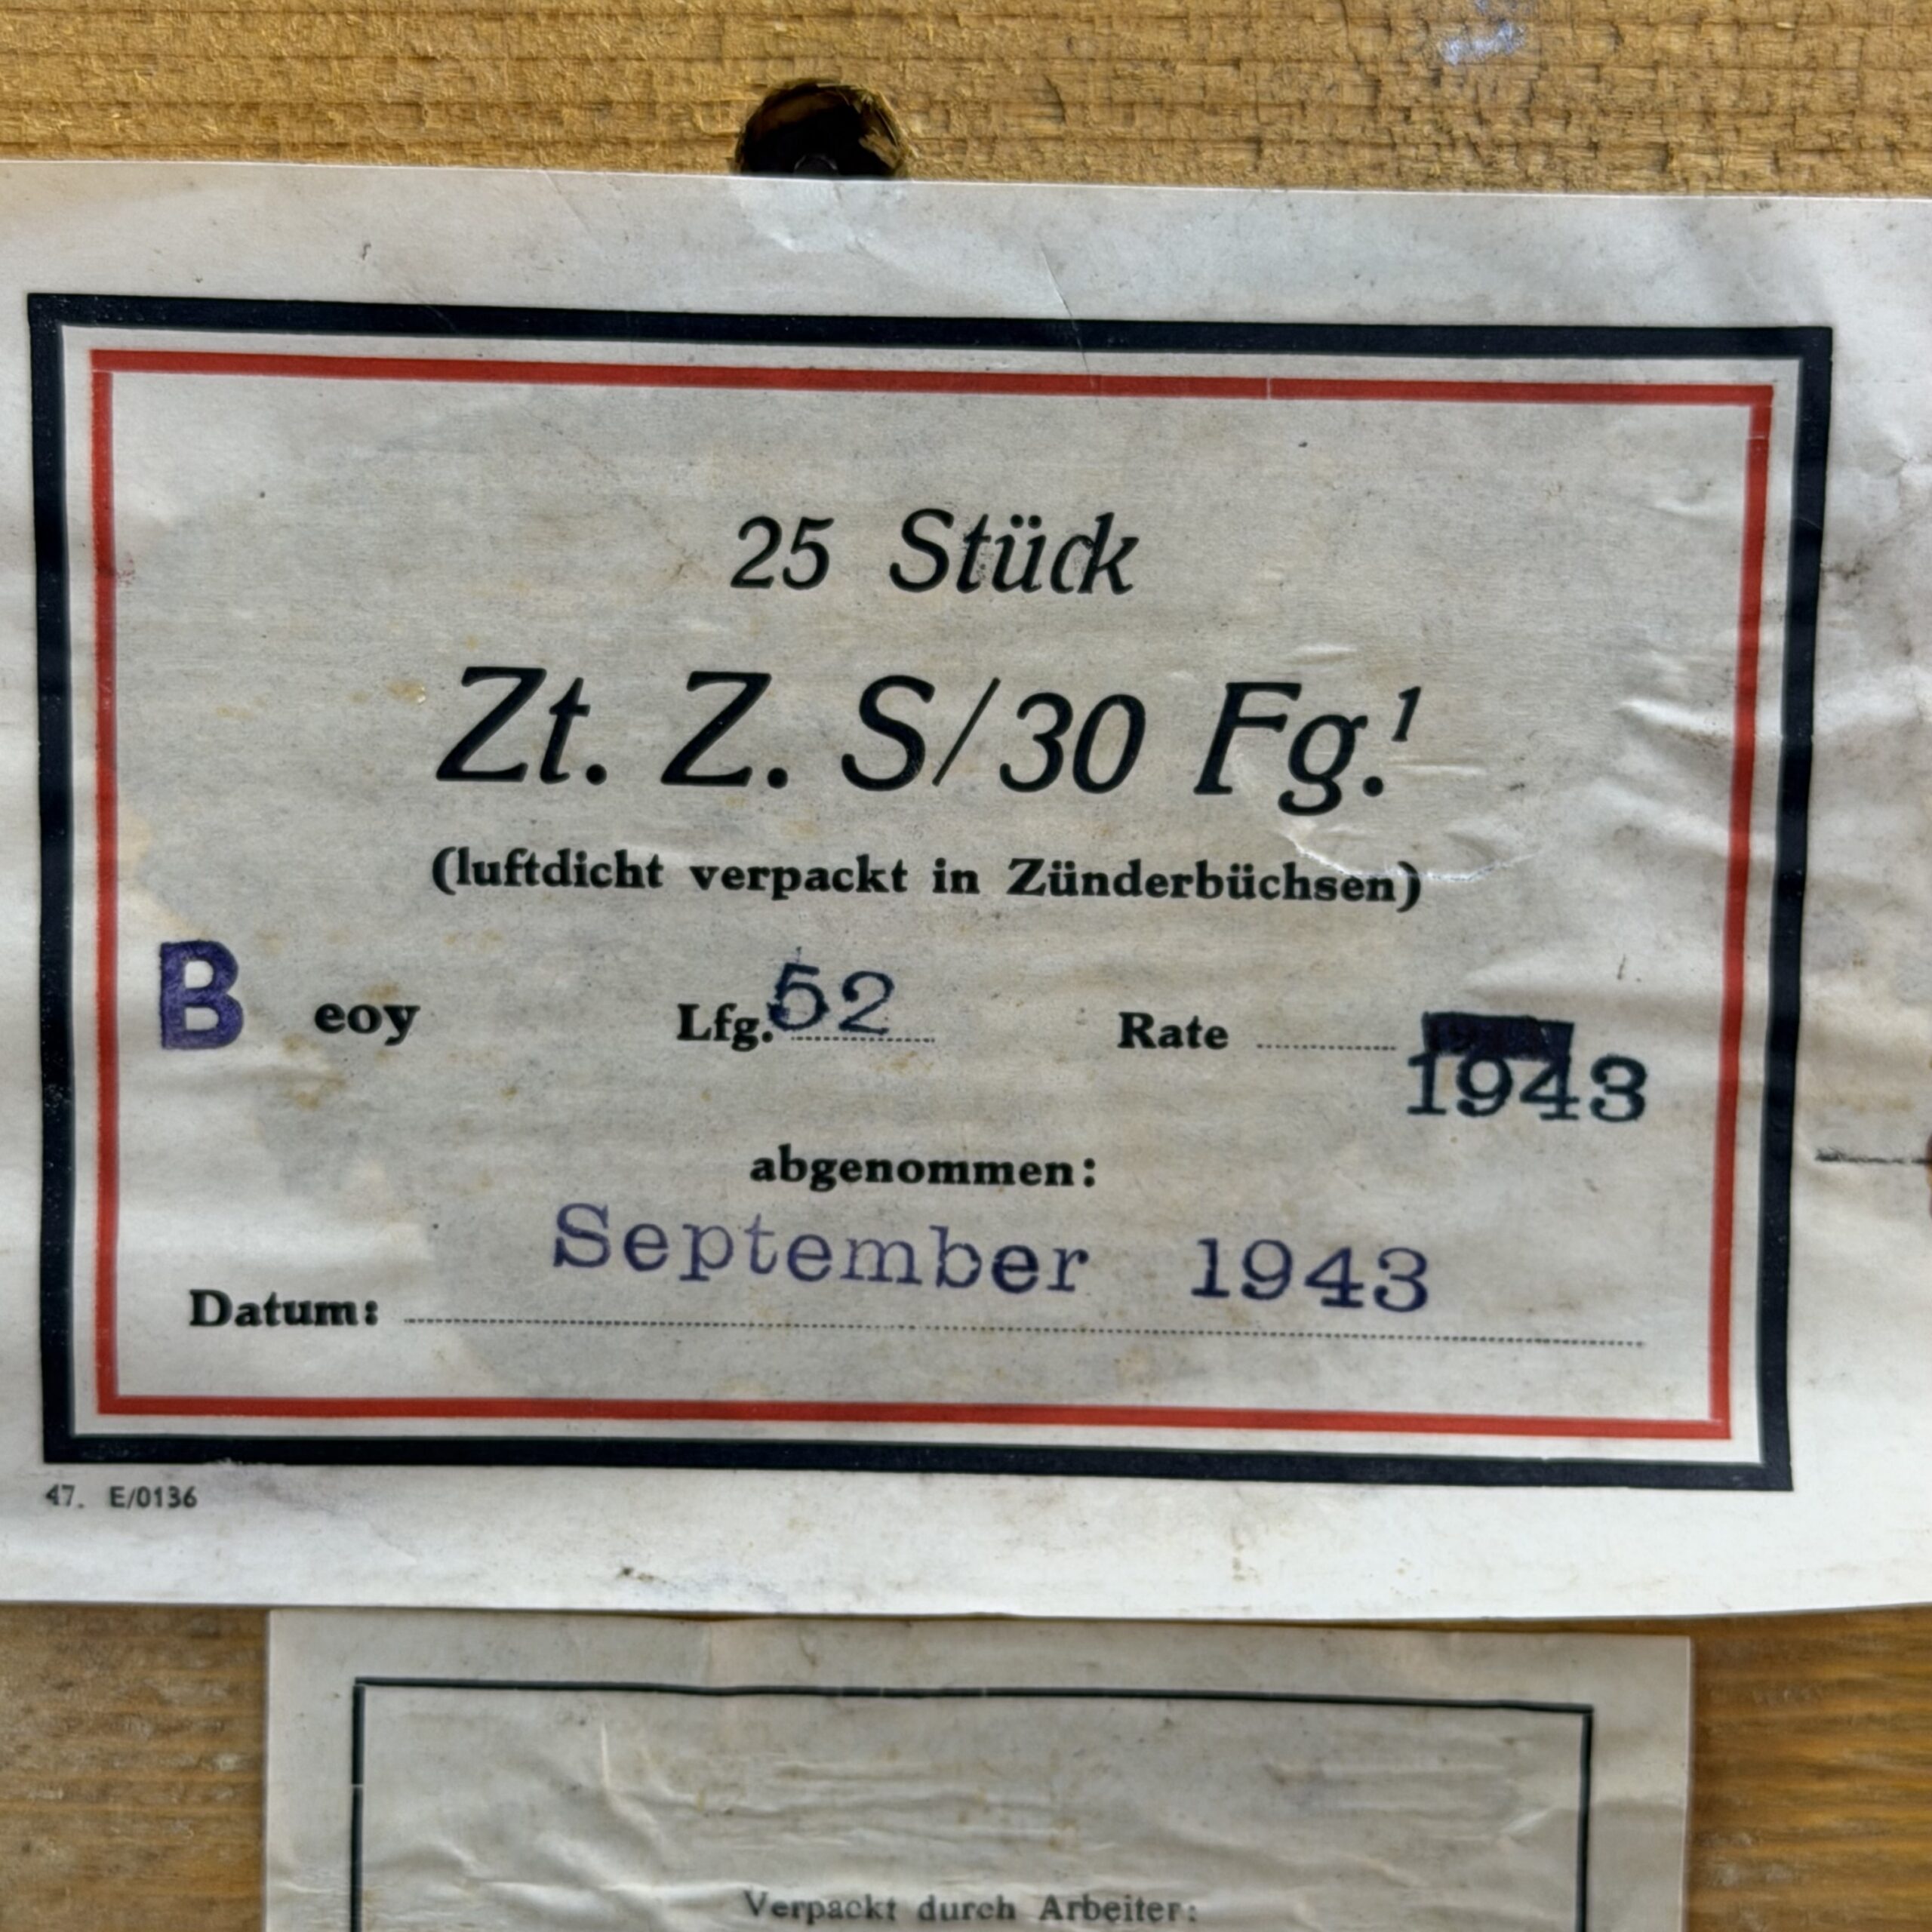 25 Stück
Zt. Z. S/30 Fg.¹
(luftdicht verpackt in Zünderbüchsen)
B eoy Lfg. 52 Rate 1943
abgenommen:
September 1943
Datum:
47. E/0136
Verpackt durch Arbeiter: